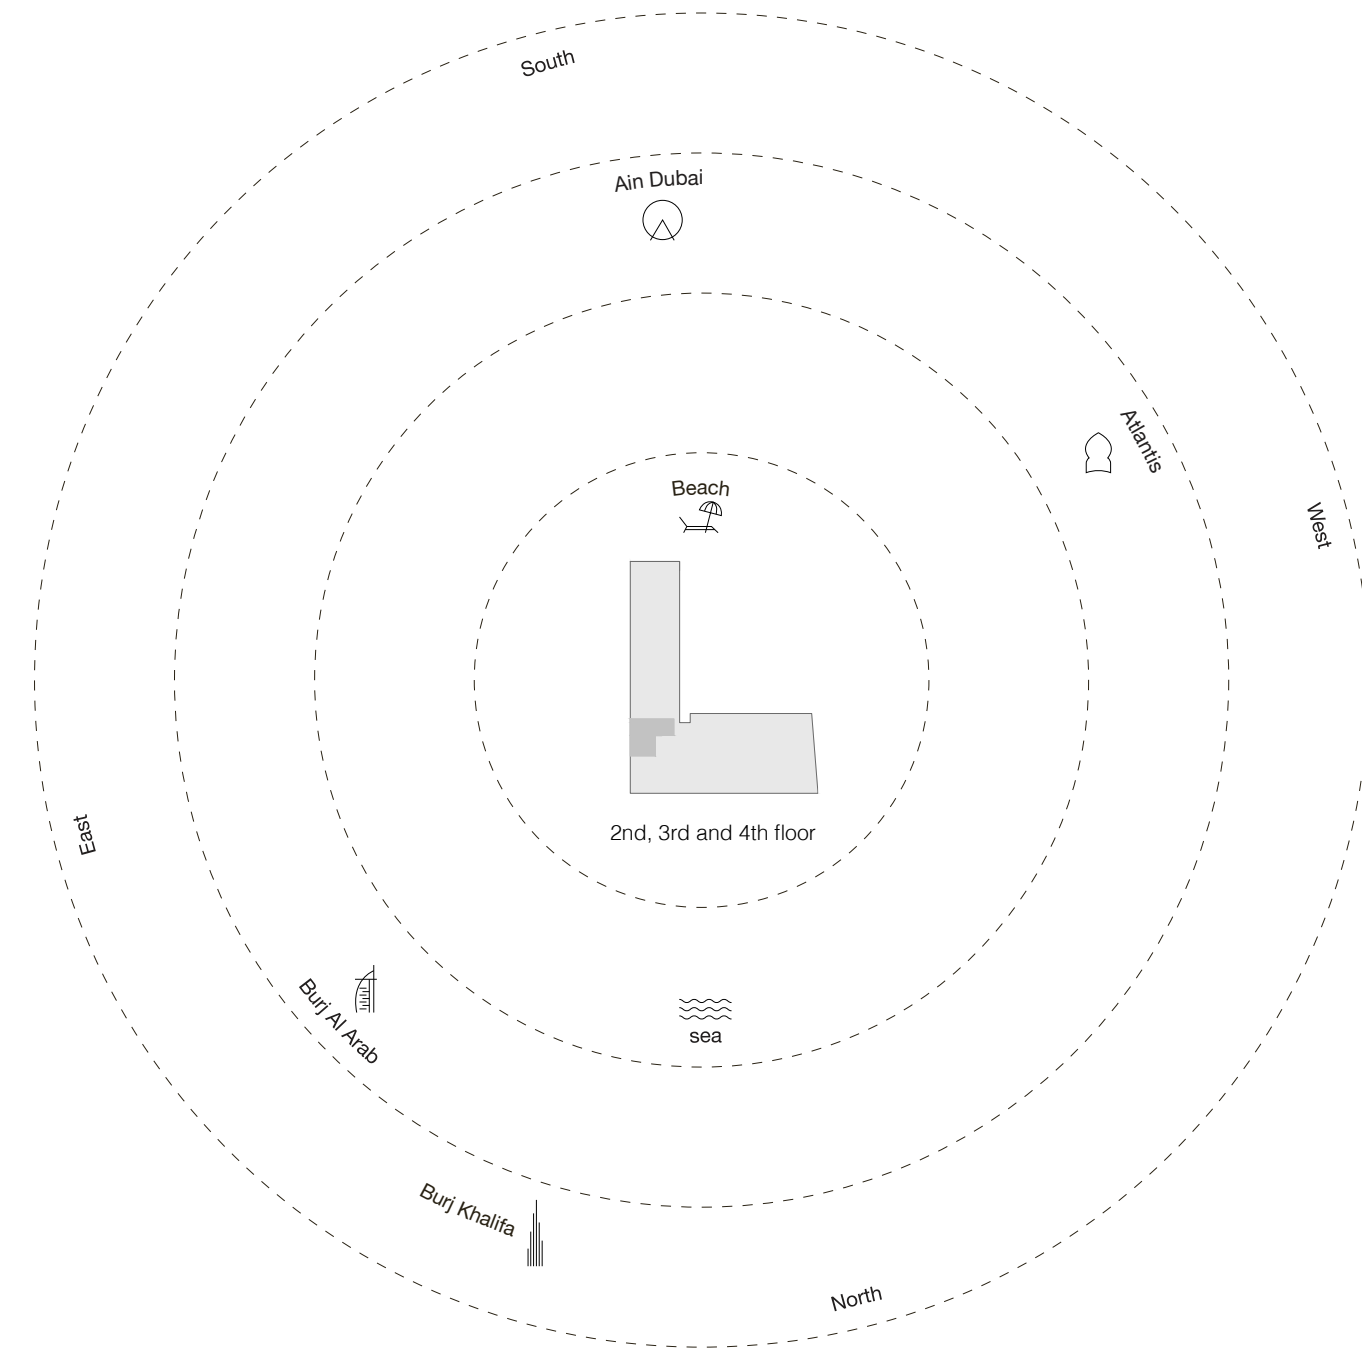 South
Ain Dubai
Atlantis
Beach
West
East
2nd, 3rd and 4th floor
Burj Al Arab
sea
Burj Khalifa
North